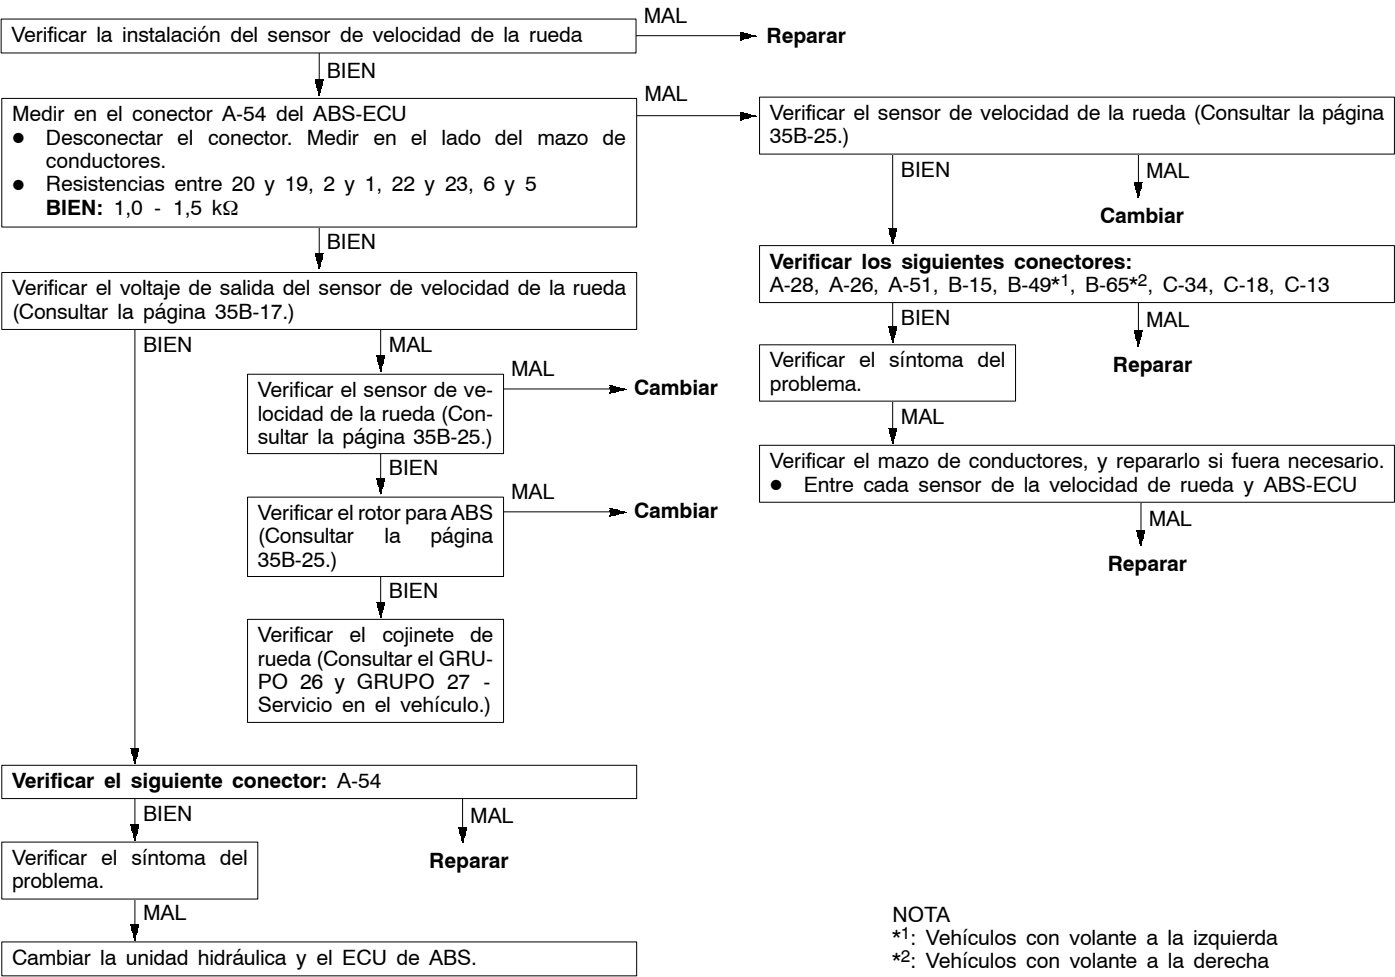 Verificar la instalación del sensor de velocidad de la rueda
MAL
Reparar
BIEN
Medir en el conector A-54 del ABS-ECU
● Desconectar el conector. Medir en el lado del mazo de
conductores.
● Resistencias entre 20 y 19, 2 y 1, 22 y 23, 6 y 5
BIEN: 1,0 - 1,5 kΩ
MAL
Verificar el sensor de velocidad de la rueda (Consultar la página
35B-25.)
BIEN
MAL
Cambiar
Verificar los siguientes conectores:
A-28, A-26, A-51, B-15, B-49*1, B-65*2, C-34, C-18, C-13
BIEN
MAL
Reparar
Verificar el síntoma del
problema.
MAL
Verificar el mazo de conductores, y repararlo si fuera necesario.
● Entre cada sensor de la velocidad de rueda y ABS-ECU
MAL
Reparar
BIEN
Verificar el voltaje de salida del sensor de velocidad de la rueda
(Consultar la página 35B-17.)
BIEN
MAL
Verificar el sensor de ve-
locidad de la rueda (Con-
sultar la página 35B-25.)
MAL
Cambiar
BIEN
Verificar el rotor para ABS
(Consultar la página
35B-25.)
MAL
Cambiar
BIEN
Verificar el cojinete de
rueda (Consultar el GRU-
PO 26 y GRUPO 27 -
Servicio en el vehículo.)
Verificar el siguiente conector: A-54
BIEN
MAL
Reparar
Verificar el síntoma del
problema.
MAL
Cambiar la unidad hidráulica y el ECU de ABS.
NOTA
*1: Vehículos con volante a la izquierda
*2: Vehículos con volante a la derecha